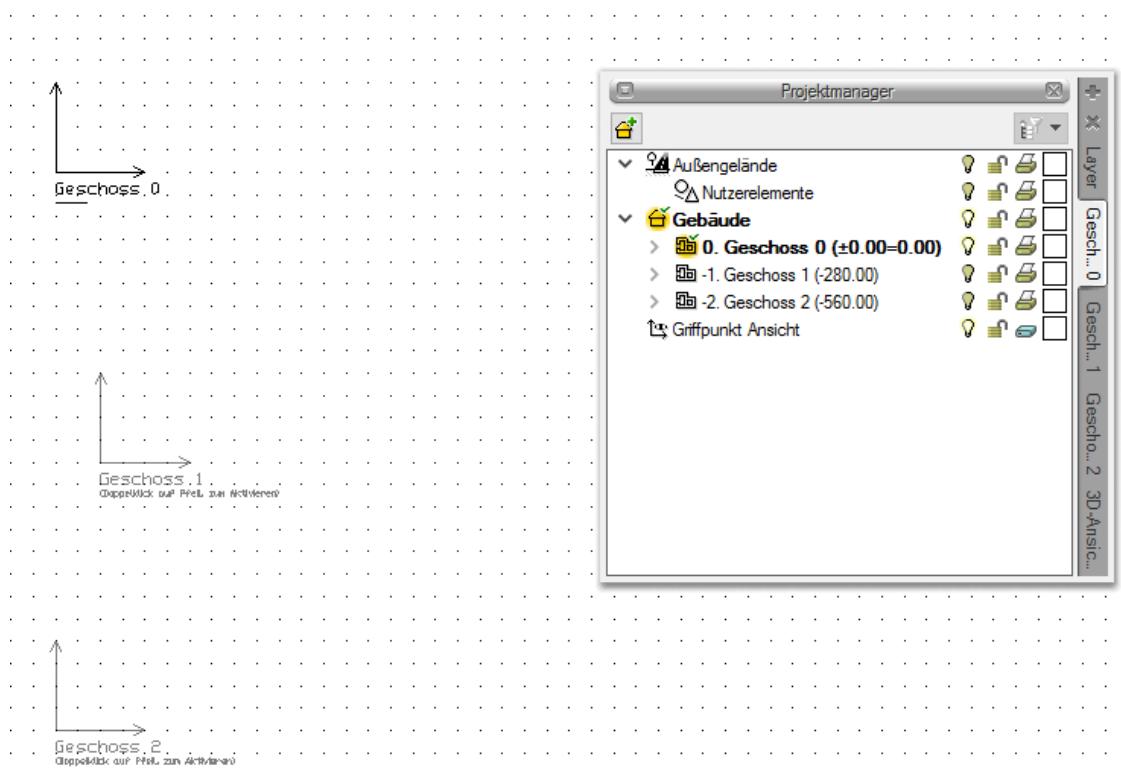 Geschoss 0
Geschoss 1
(Doppelklick auf Pfeil zum Aktivieren)
Geschoss 2
(Doppelklick auf Pfeil zum Aktivieren)
Projektmanager
Außengelände
Nutzerelemente
Gebäude
0. Geschoss 0 (±0.00=0.00)
-1. Geschoss 1 (-280.00)
-2. Geschoss 2 (-560.00)
Griffpunkt Ansicht
Layer
Gesch... 0
Gesch... 1
Gescho... 2
3D-Ansic...